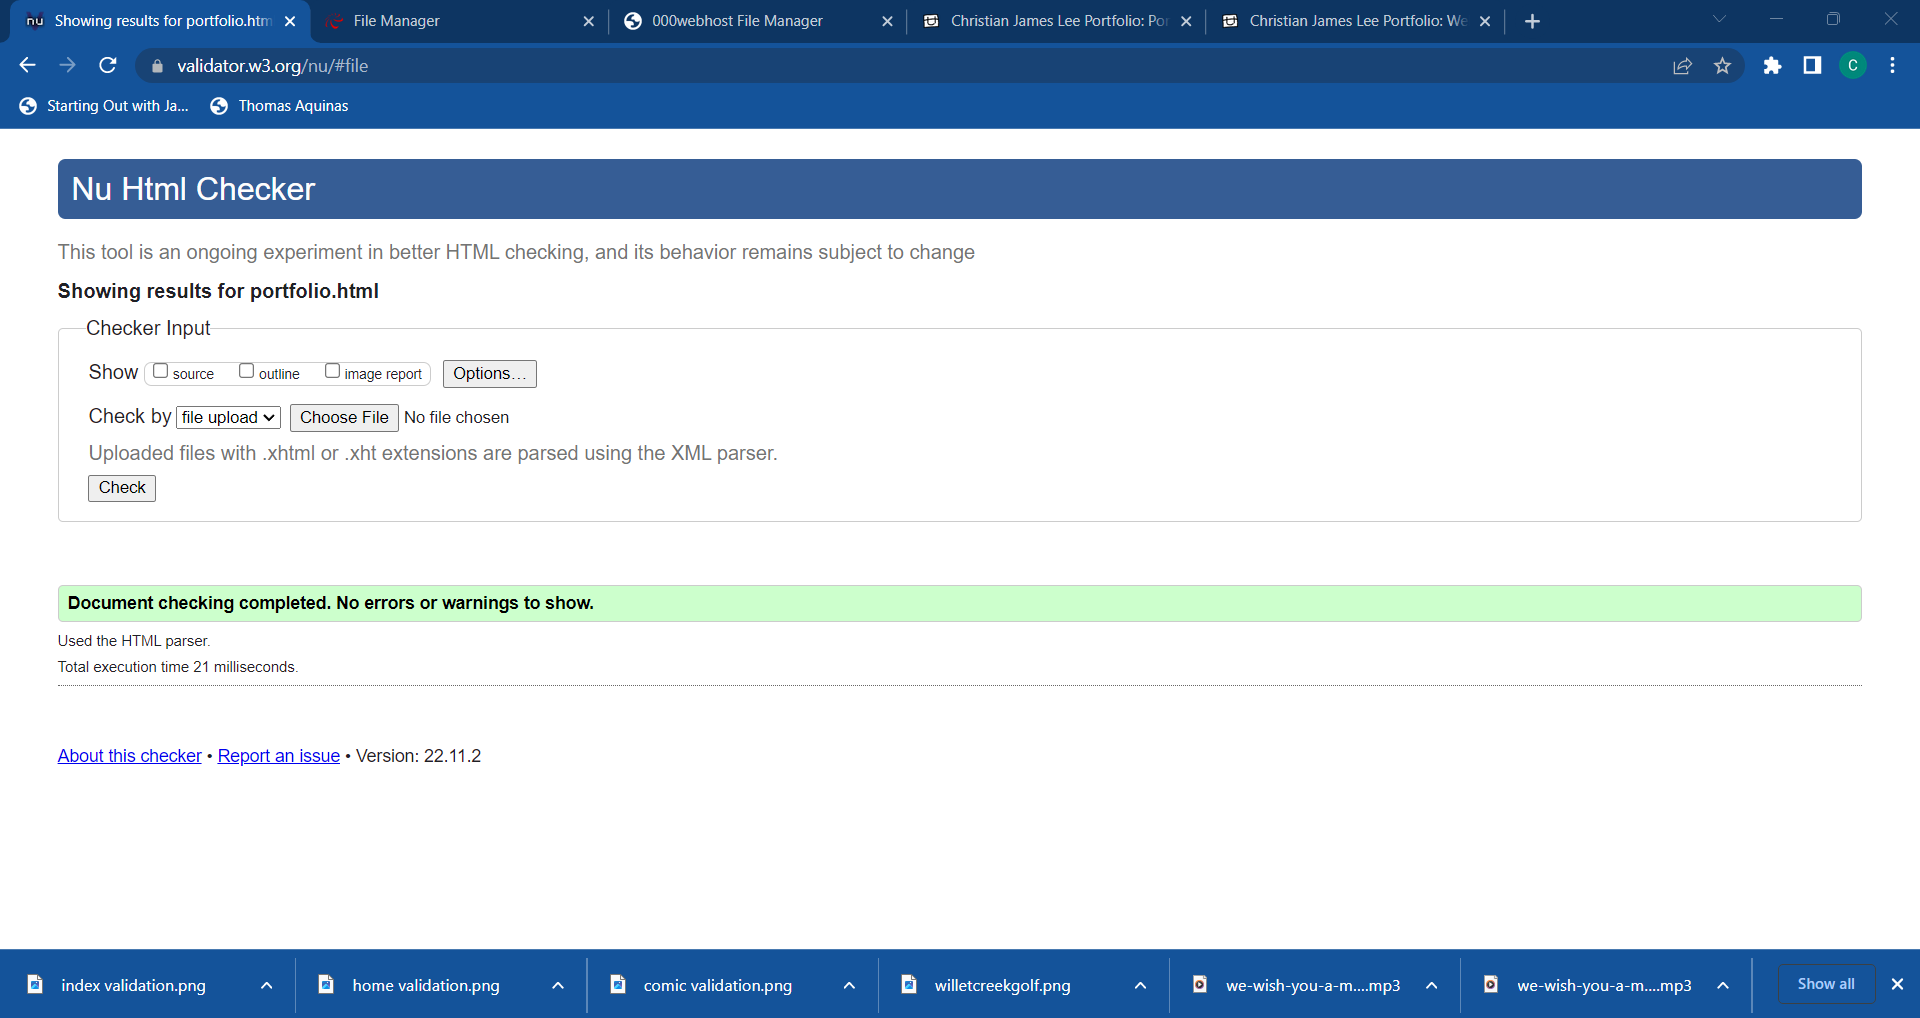 nu Showing results for portfolio.htm
File Manager
000webhost File Manager
Christian James Lee Portfolio: Por
Christian James Lee Portfolio: We
validator.w3.org/nu/#file
C
Starting Out with Ja...
Thomas Aquinas
Nu Html Checker
This tool is an ongoing experiment in better HTML checking, and its behavior remains subject to change
Showing results for portfolio.html
Checker Input
Show source outline image report Options...
Check by file upload Choose File No file chosen
Uploaded files with .xhtml or .xht extensions are parsed using the XML parser.
Check
Document checking completed. No errors or warnings to show.
Used the HTML parser.
Total execution time 21 milliseconds.
About this checker • Report an issue • Version: 22.11.2
index validation.png
home validation.png
comic validation.png
willetcreekgolf.png
we-wish-you-a-m....mp3
we-wish-you-a-m....mp3
Show all